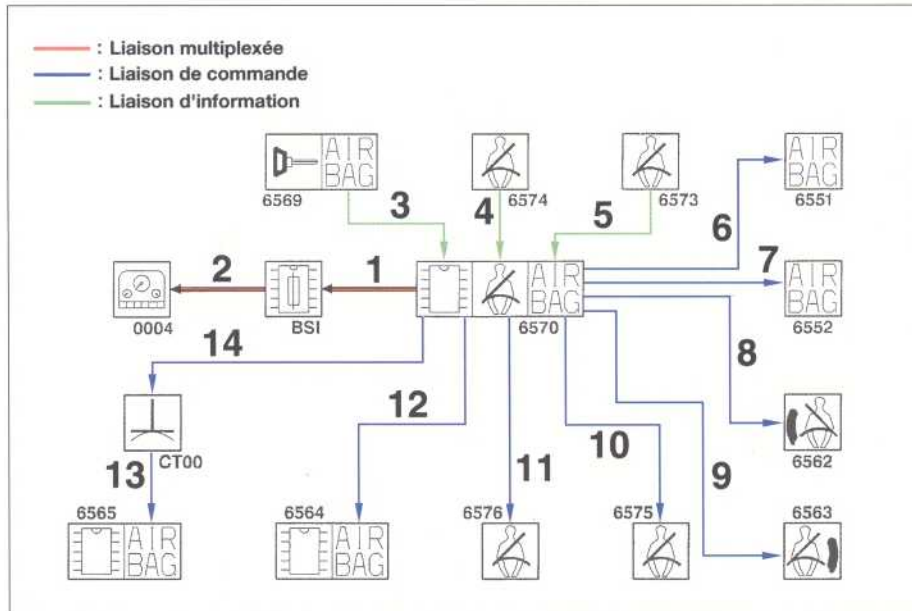 : Liaison multiplexée
: Liaison de commande
: Liaison d'information
AIR BAG
AIR BAG
6569
3
4
6574
5
6573
6
6551
2
1
7
AIR BAG
AIR BAG
0004
BSI
6570
6552
14
8
12
CT00
13
11
10
9
6562
6565
6564
6576
6575
6563
AIR BAG
AIR BAG